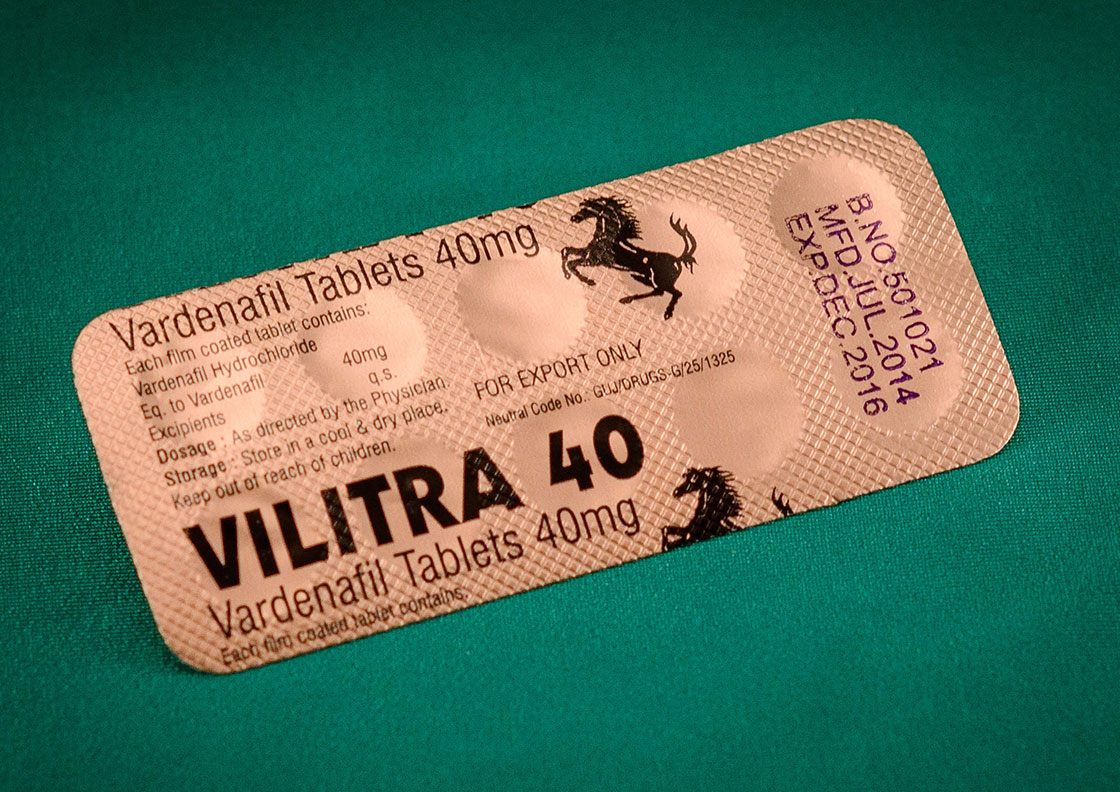 Vardenafil Tablets 40mg
Each film coated tablet contains:
Vardenafil Hydrochloride
Eq. to Vardenafil 40mg
Excipients q.s.
Dosage : As directed by the Physician.
Storage : Store in a cool & dry place.
Keep out of reach of children.
FOR EXPORT ONLY
Neutral Code No.: GUJ/DRUGS-G/25/1325
VILITRA 40
Vardenafil Tablets 40mg
Each film coated tablet contains:
B.NO.501021
MFD.JUL.2014
EXP.DEC.2016